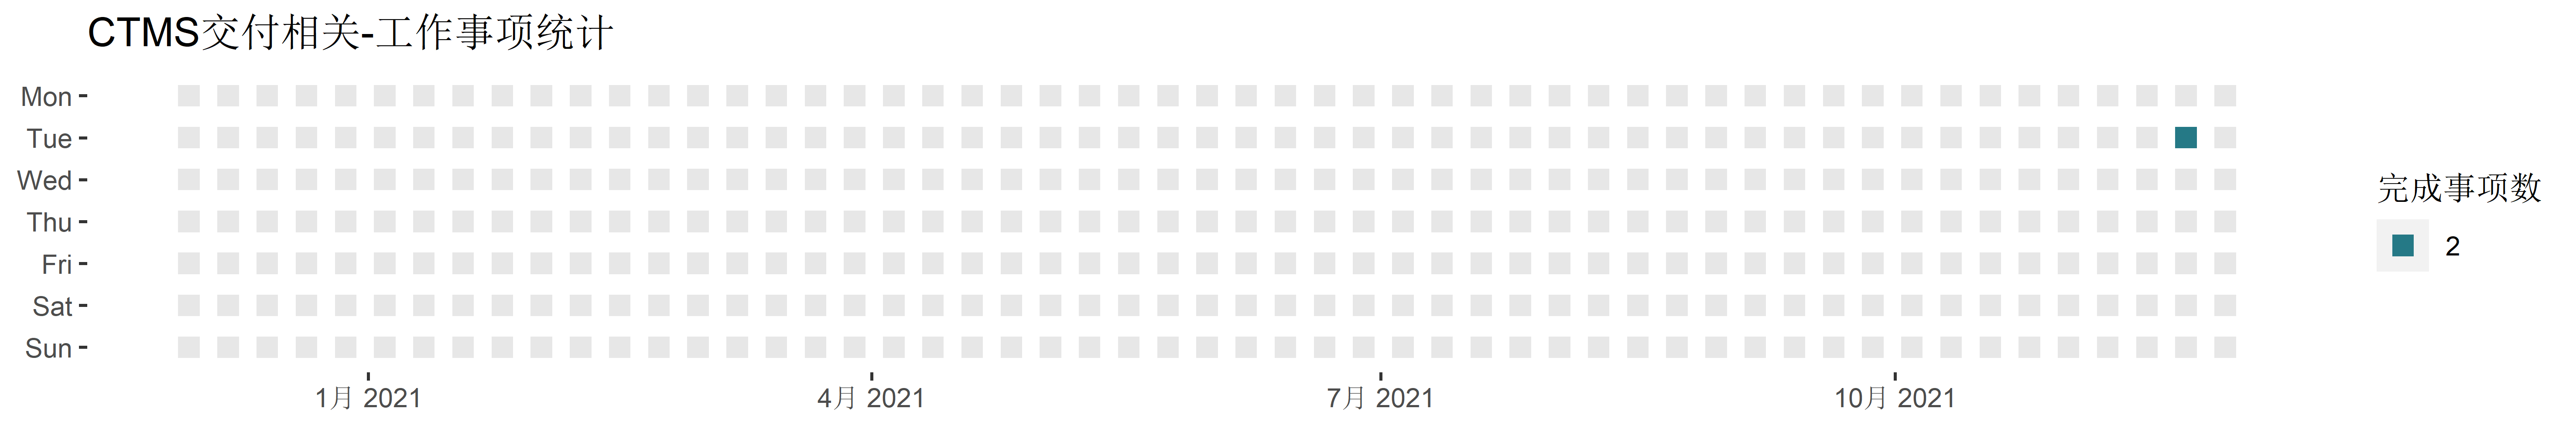 CTMS交付相关-工作事项统计
Mon
Tue
Wed
Thu
Fri
Sat
Sun
1月 2021
4月 2021
7月 2021
10月 2021
完成事项数
2